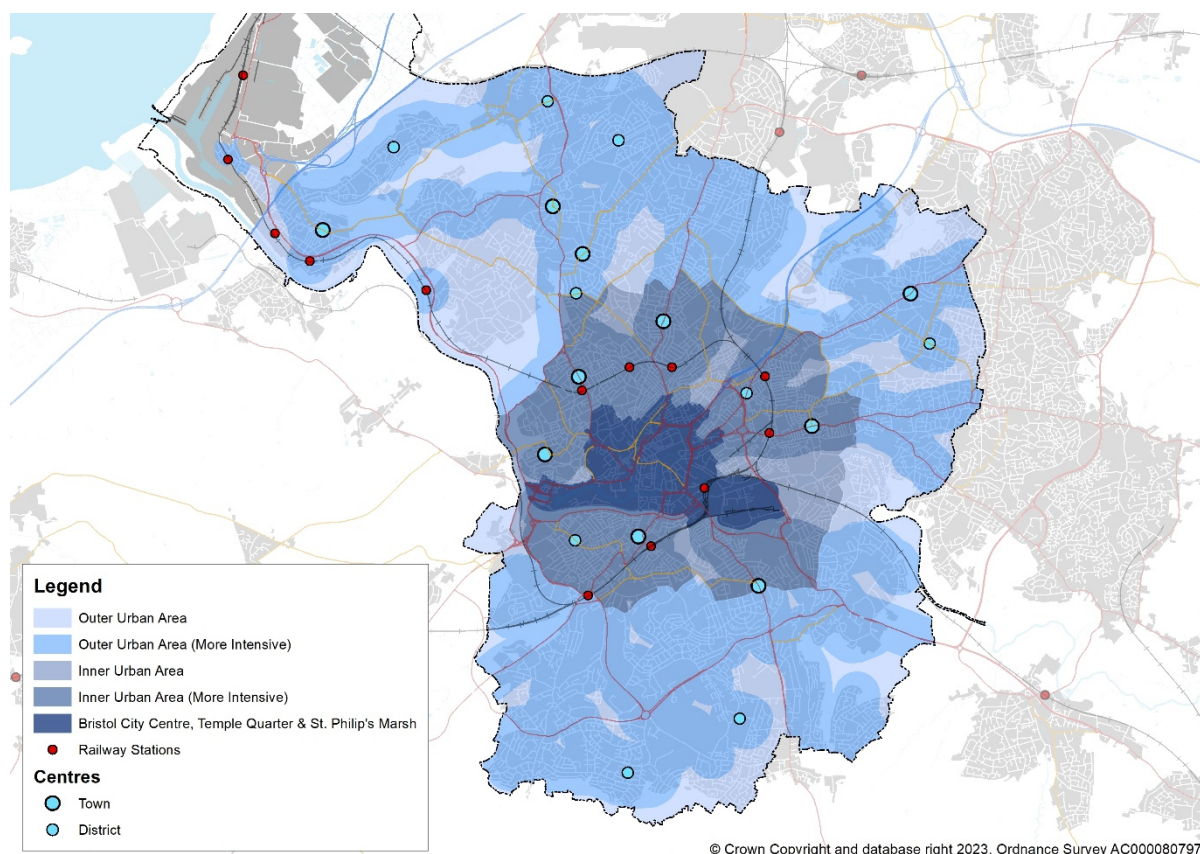 Legend
Outer Urban Area
Outer Urban Area (More Intensive)
Inner Urban Area
Inner Urban Area (More Intensive)
Bristol City Centre, Temple Quarter & St. Philip's Marsh
Railway Stations
Centres
Town
District
© Crown Copyright and database right 2023. Ordnance Survey AC000080797